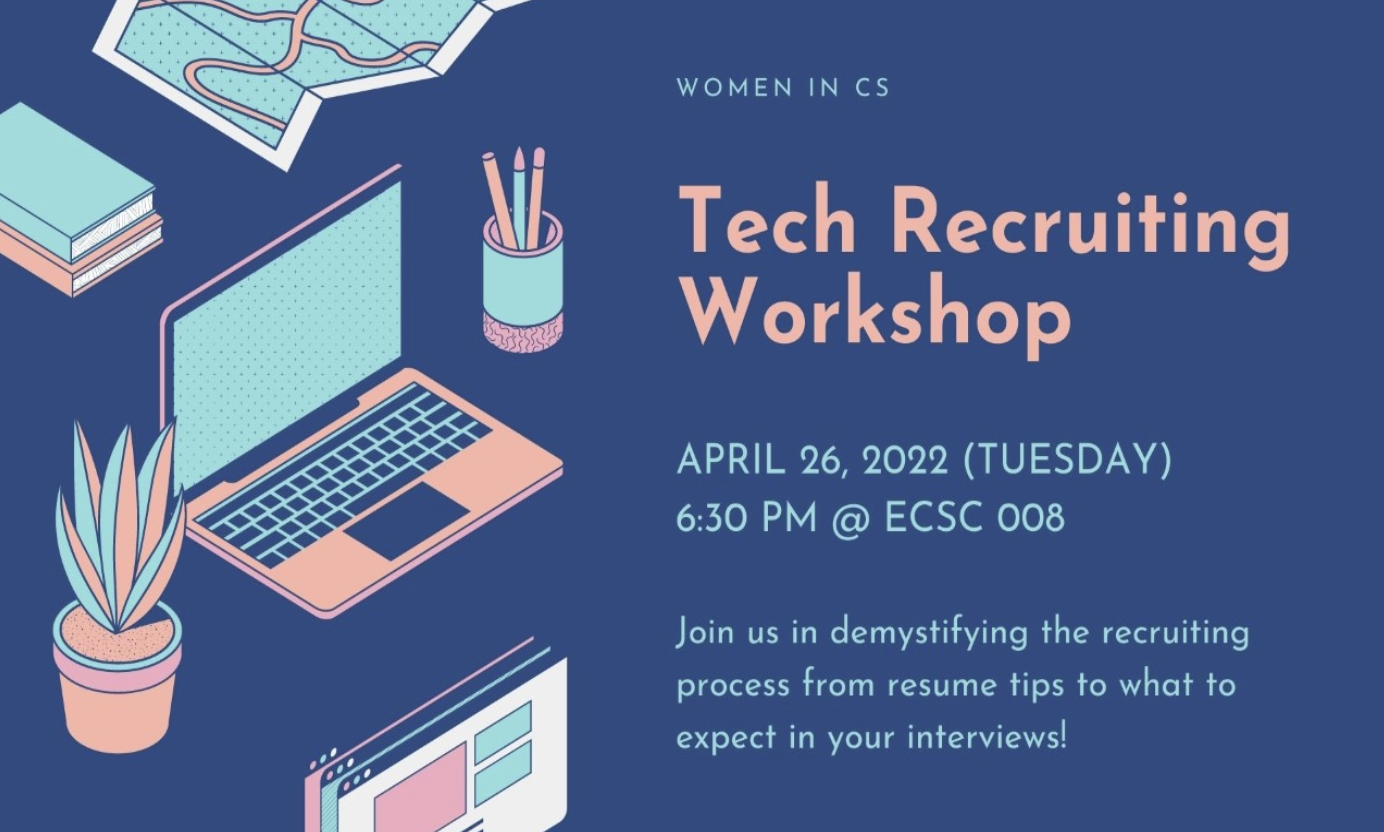 WOMEN IN CS
Tech Recruiting
Workshop
APRIL 26, 2022 (TUESDAY)
6:30 PM @ ECSC 008
Join us in demystifying the recruiting
process from resume tips to what to
expect in your interviews!